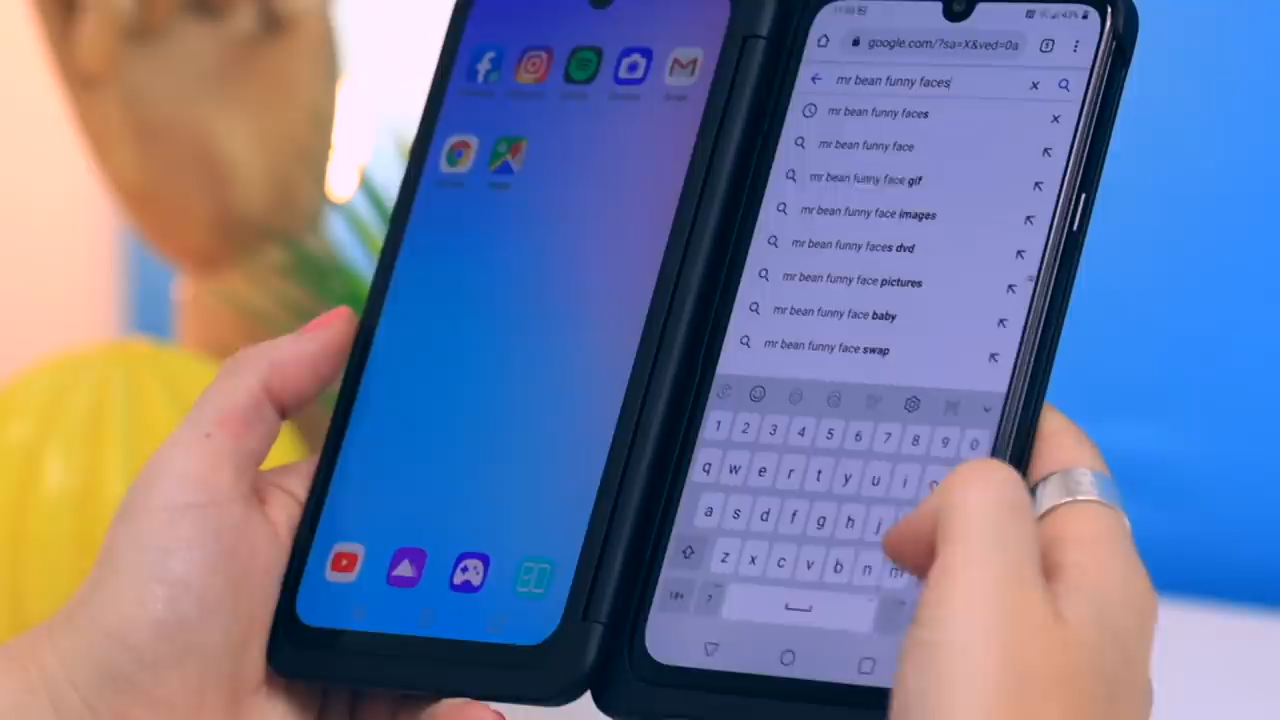 google.com/?sa=X&ved=0a
mr bean funny faces
mr bean funny faces
mr bean funny face
mr bean funny face gif
mr bean funny face images
mr bean funny faces dvd
mr bean funny face pictures
mr bean funny face baby
mr bean funny face swap
1 2 3 4 5 6 7 8 9 0
q w e r t y u i
a s d f g h j
z x c v b n m